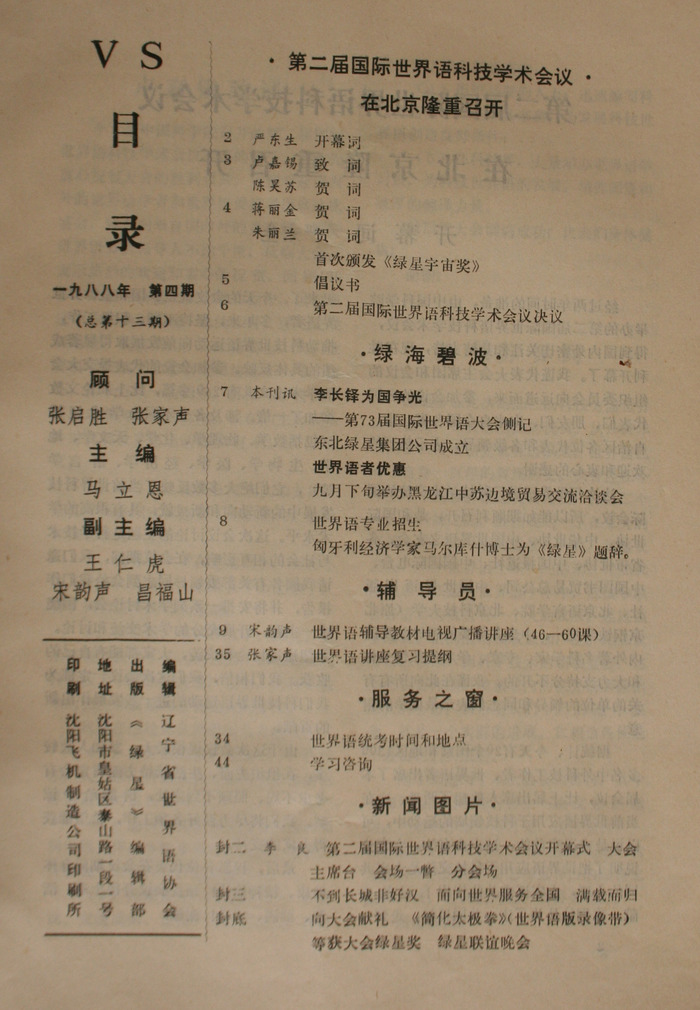 VS
目
录
一九八八年 第四期
（总第十三期）
顾 问
张启胜 张家声
主 编
马立恩
副主编
王仁虎
宋韵声 吕福山
编辑 辽宁省世界语协会
出版 《绿星》编辑部
地址 沈阳市皇姑区泰山路一段一号
印刷 沈阳飞机制造公司印刷所
·第二届国际世界语科技学术会议·
在北京隆重召开
2 严东生 开幕词
3 卢嘉锡 致 词
陈昊苏 贺 词
4 蒋丽金 贺 词
朱丽兰 贺 词
首次颁发《绿星宇宙奖》
5 倡议书
6 第二届国际世界语科技学术会议决议
·绿海碧波·
7 本刊讯 李长铎为国争光
——第73届国际世界语大会侧记
东北绿星集团公司成立
世界语者优惠
九月下旬举办黑龙江中苏边境贸易交流洽谈会
8 世界语专业招生
匈牙利经济学家马尔库什博士为《绿星》题辞。
·辅导员·
9 宋韵声 世界语辅导教材电视广播讲座（46—60课）
35 张家声 世界语讲座复习提纲
·服务之窗·
34 世界语统考时间和地点
44 学习咨询
·新闻图片·
封二 李 良 第二届国际世界语科技学术会议开幕式 大会
主席台 会场一瞥 分会场
封三 不到长城非好汉 面向世界服务全国 满载而归
封底 向大会献礼 《简化太极拳》（世界语版录像带）
等获大会绿星奖 绿星联谊晚会